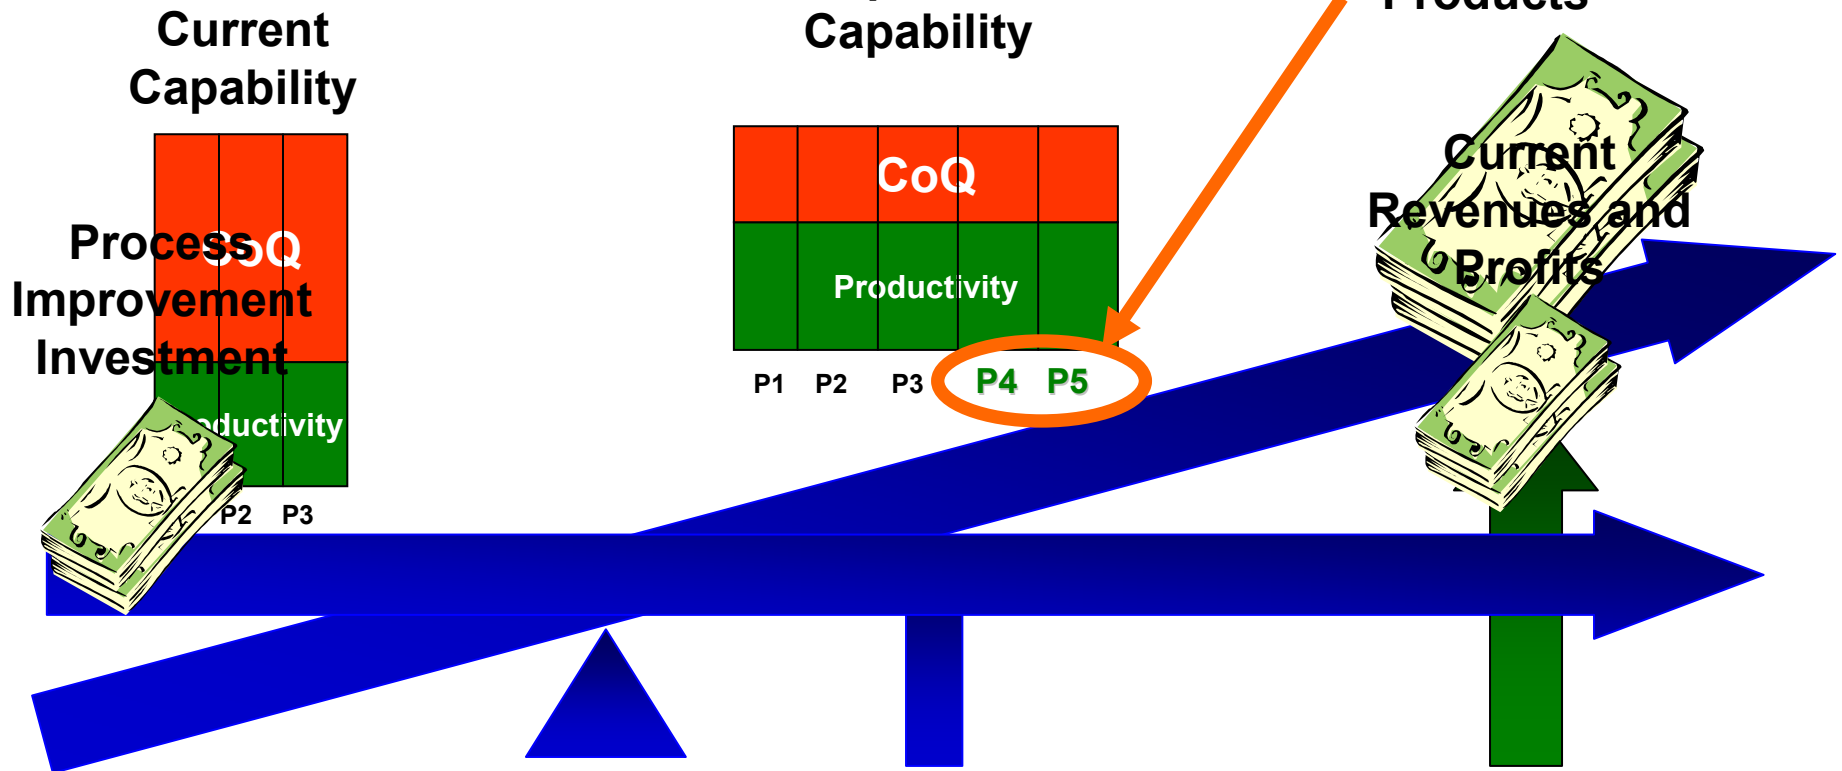 Current
Capability
CoQ
Process
Improvement
Investment
P2 P3
Capability
CoQ
Productivity
P1 P2 P3 P4 P5
Products
Current
Revenues and
Profits